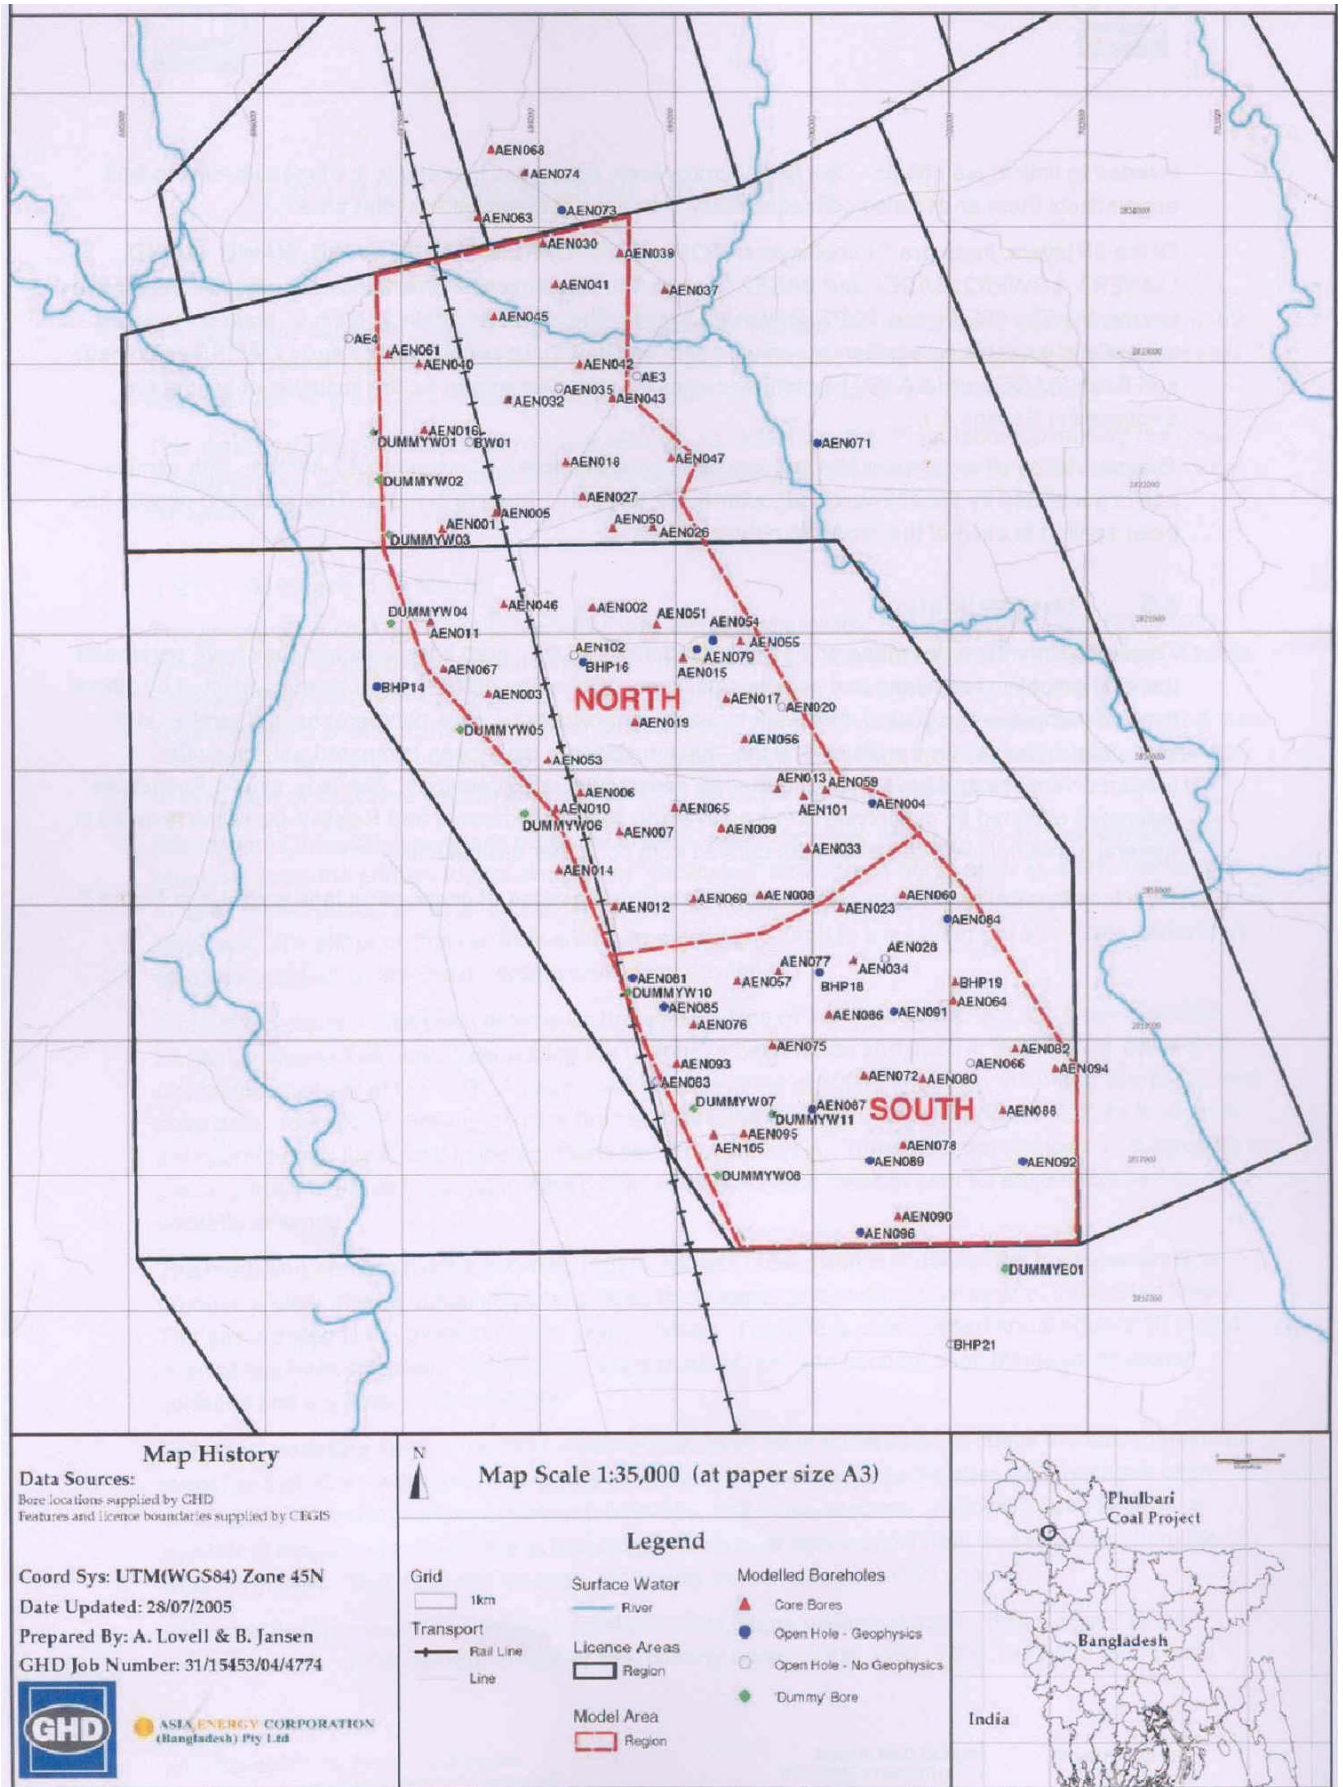 AEN068
AEN074
AEN073
AEN063
AEN030
AEN039
AEN041
AEN037
AEN045
AE4
AEN061
AEN040
AEN042
AE3
AEN035
AEN032
AEN043
AEN016
DUMMYW01
BW01
AEN071
AEN018
AEN047
DUMMYW02
AEN027
AEN005
AEN001
AEN050
AEN026
DUMMYW03
AEN046
AEN002
DUMMYW04
AEN051
AEN054
AEN011
AEN055
AEN102
AEN079
BHP16
AEN067
AEN015
BHP14
AEN003
NORTH
AEN017
AEN020
AEN019
DUMMYW05
AEN056
AEN053
AEN013
AEN059
AEN006
AEN004
AEN010
AEN065
AEN101
DUMMYW06
AEN007
AEN009
AEN033
AEN014
AEN069
AEN008
AEN060
AEN012
AEN023
AEN084
AEN028
AEN077
AEN034
AEN081
AEN057
BHP18
BHP19
DUMMYW10
AEN064
AEN085
AEN086
AEN091
AEN076
AEN075
AEN082
AEN093
AEN066
AEN094
AEN083
AEN072
AEN080
DUMMYW07
AEN087
SOUTH
AEN088
DUMMYW11
AEN095
AEN105
AEN078
AEN089
AEN092
DUMMYW08
AEN090
AEN096
DUMMYE01
BHP21
Map History
Data Sources:
Bore locations supplied by GHD
Features and licence boundaries supplied by CEGIS
Coord Sys: UTM(WGS84) Zone 45N
Date Updated: 28/07/2005
Prepared By: A. Lovell & B. Jansen
GHD Job Number: 31/15453/04/4774
GHD
ASIA ENERGY CORPORATION
(Bangladesh) Pty Ltd
N
Map Scale 1:35,000 (at paper size A3)
Legend
Grid
1km
Transport
Rail Line
Line
Surface Water
River
Licence Areas
Region
Model Area
Region
Modelled Boreholes
Core Bores
Open Hole - Geophysics
Open Hole - No Geophysics
'Dummy' Bore
Phulbari
Coal Project
Bangladesh
India